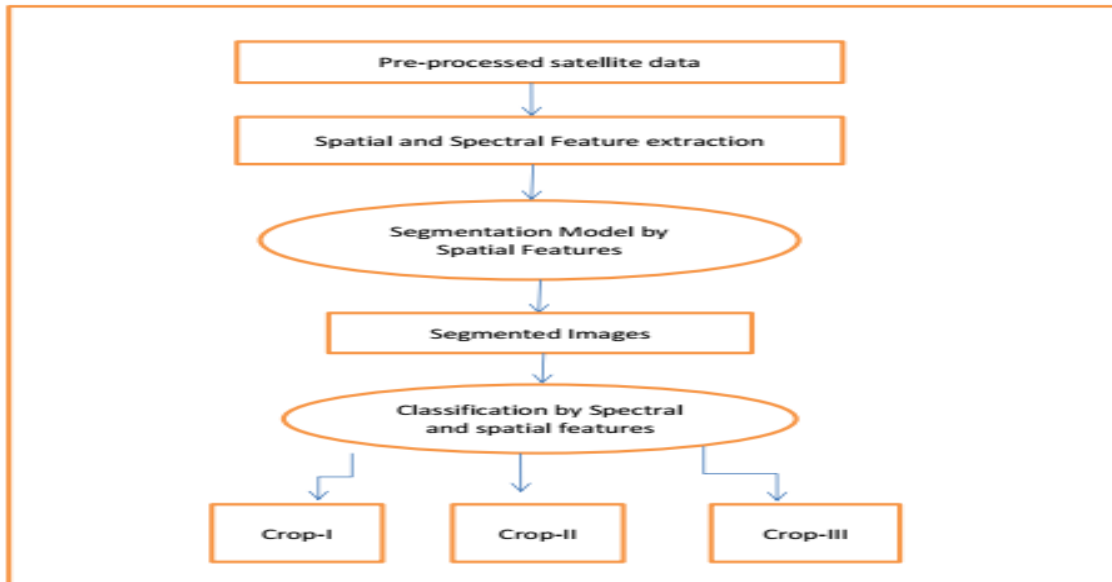 Pre-processed satellite data
Spatial and Spectral Feature extraction
Segmentation Model by
Spatial Features
Segmented Images
Classification by Spectral
and spatial features
Crop-I
Crop-II
Crop-III